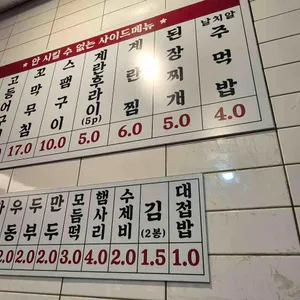 ★ 안 시킬 수 없는 사이드메뉴 ★
고등어구
꼬막무침
17.0
스팸구이
10.0
계란후라이
(5p)
5.0
계란찜
6.0
된장찌개
5.0
날치알
주먹밥
4.0
우동
2.0
두부
2.0
만두
2.0
모듬떡
3.0
햄사리
4.0
수제비
2.0
김
(2봉)
1.5
대접밥
1.0